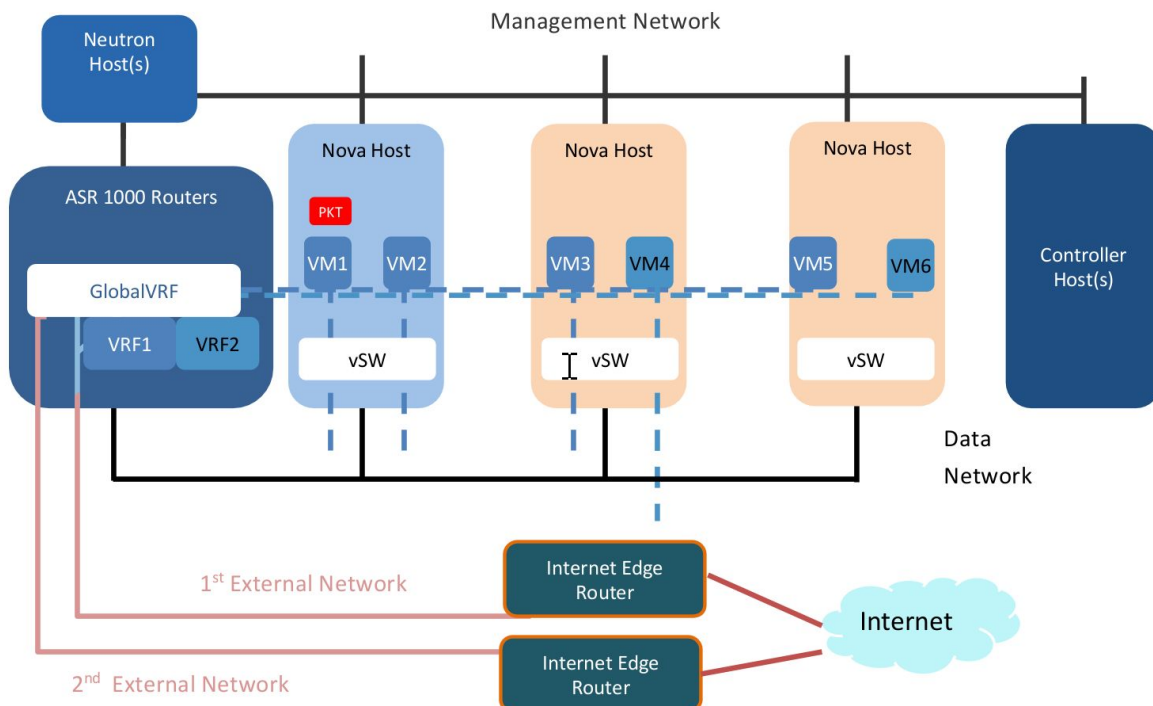 Management Network
Neutron
Host(s)
Nova Host
Nova Host
Nova Host
ASR 1000 Routers
PKT
VM1
VM2
VM3
VM4
VM5
VM6
Controller
Host(s)
GlobalVRF
VRF1
VRF2
vSW
vSW
vSW
Data
Network
Internet Edge
Router
1st External Network
Internet
Internet Edge
Router
2nd External Network